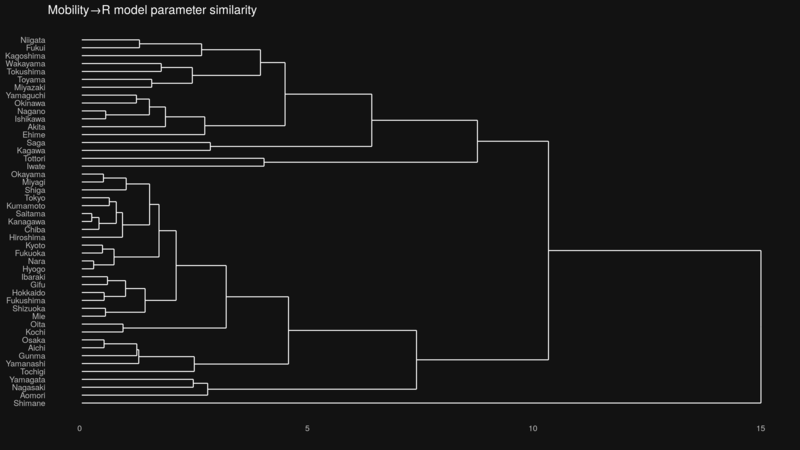 Mobility→R model parameter similarity
Niigata
Fukui
Kagoshima
Wakayama
Tokushima
Toyama
Miyazaki
Yamaguchi
Okinawa
Nagano
Ishikawa
Akita
Ehime
Saga
Kagawa
Tottori
Iwate
Okayama
Miyagi
Shiga
Tokyo
Kumamoto
Saitama
Kanagawa
Chiba
Hiroshima
Kyoto
Fukuoka
Nara
Hyogo
Ibaraki
Gifu
Hokkaido
Fukushima
Shizuoka
Mie
Oita
Kochi
Osaka
Aichi
Gunma
Yamanashi
Tochigi
Yamagata
Nagasaki
Aomori
Shimane
0 5 10 15